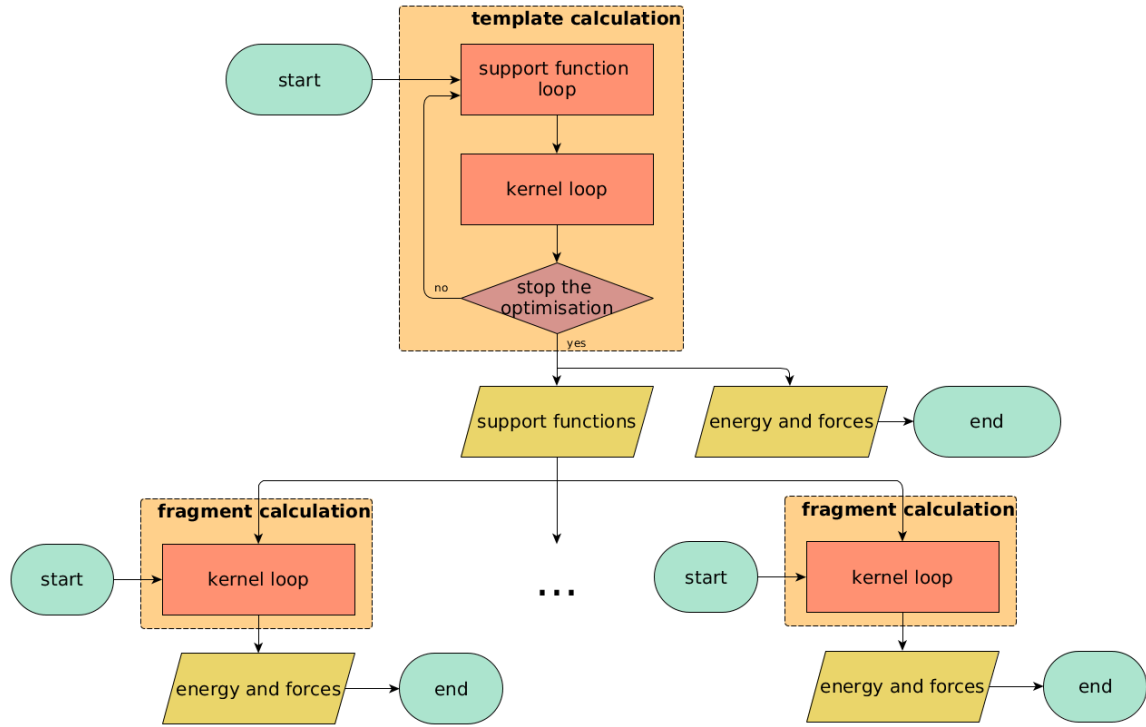 template calculation
start
support function
loop
kernel loop
stop the
optimisation
no
yes
support functions
energy and forces
end
fragment calculation
start
kernel loop
energy and forces
end
...
fragment calculation
start
kernel loop
energy and forces
end